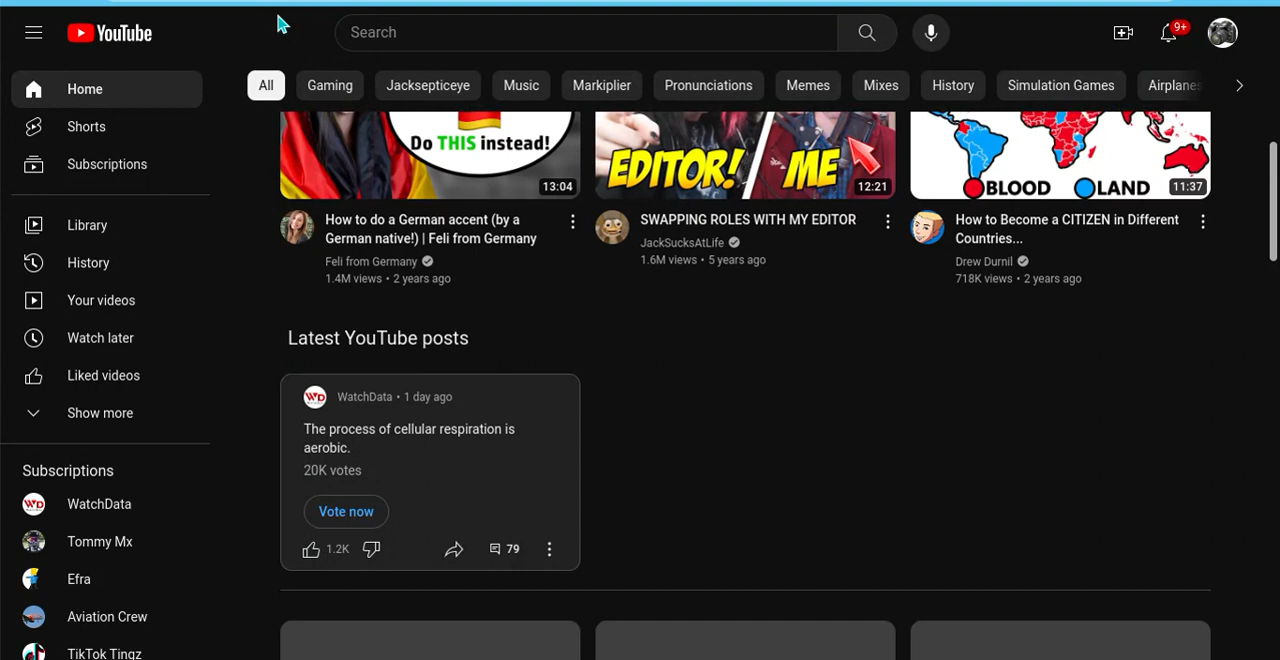 YouTube
Search
9+
Home
Shorts
Subscriptions
Library
History
Your videos
Watch later
Liked videos
Show more
Subscriptions
WatchData
Tommy Mx
Efra
Aviation Crew
TikTok Tingz
All
Gaming
Jacksepticeye
Music
Markiplier
Pronunciations
Memes
Mixes
History
Simulation Games
Airplanes
Do THIS instead!
13:04
How to do a German accent (by a
German native!) | Feli from Germany
Feli from Germany
1.4M views • 2 years ago
EDITOR!
ME
12:21
SWAPPING ROLES WITH MY EDITOR
JackSucksAtLife
1.6M views • 5 years ago
BLOOD
LAND
11:37
How to Become a CITIZEN in Different
Countries...
Drew Durnil
718K views • 2 years ago
Latest YouTube posts
WD
WatchData • 1 day ago
The process of cellular respiration is
aerobic.
20K votes
Vote now
1.2K
79